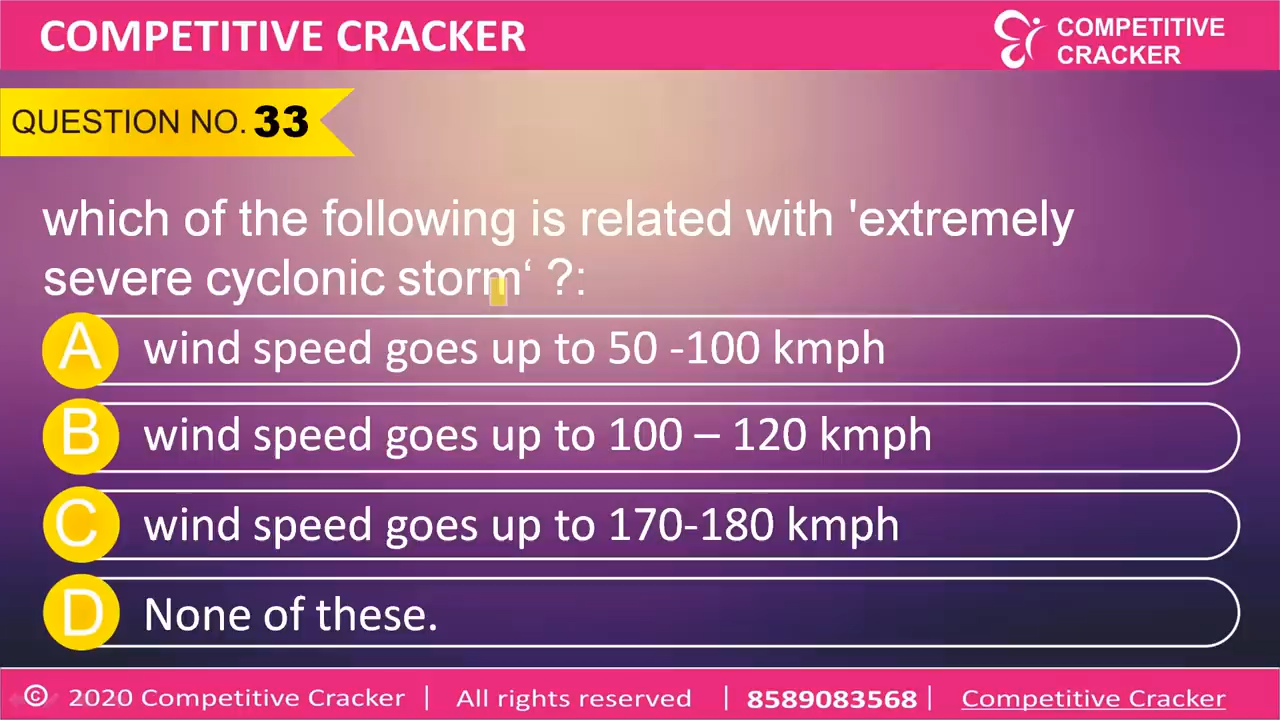 COMPETITIVE CRACKER
COMPETITIVE
CRACKER
QUESTION NO. 33
which of the following is related with 'extremely
severe cyclonic storm‘ ?:
A wind speed goes up to 50 -100 kmph
B wind speed goes up to 100 – 120 kmph
C wind speed goes up to 170-180 kmph
D None of these.
© 2020 Competitive Cracker | All rights reserved | 8589083568 | Competitive Cracker